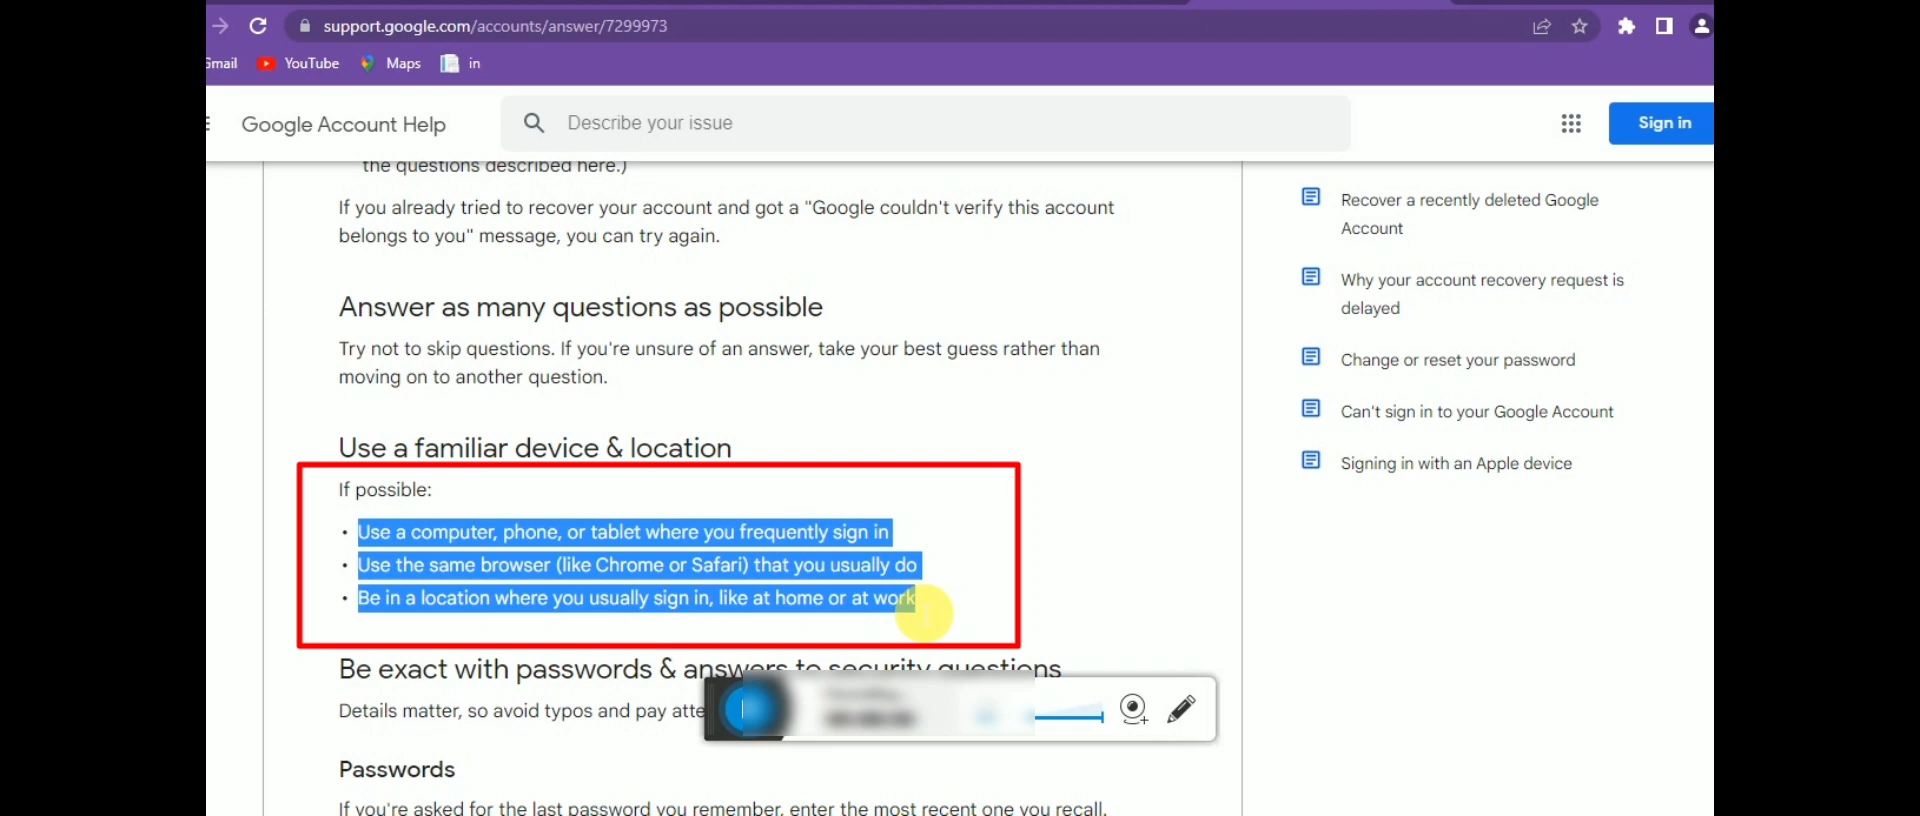 support.google.com/accounts/answer/7299973
Gmail YouTube Maps in
Google Account Help
Describe your issue
Sign in
the questions described here.)
If you already tried to recover your account and got a "Google couldn't verify this account
belongs to you" message, you can try again.
Answer as many questions as possible
Try not to skip questions. If you're unsure of an answer, take your best guess rather than
moving on to another question.
Use a familiar device & location
If possible:
• Use a computer, phone, or tablet where you frequently sign in
• Use the same browser (like Chrome or Safari) that you usually do
• Be in a location where you usually sign in, like at home or at work
Be exact with passwords & answers to security questions
Details matter, so avoid typos and pay
Passwords
If you're asked for the last password you remember, enter the most recent one you recall.
Recover a recently deleted Google
Account
Why your account recovery request is
delayed
Change or reset your password
Can't sign in to your Google Account
Signing in with an Apple device